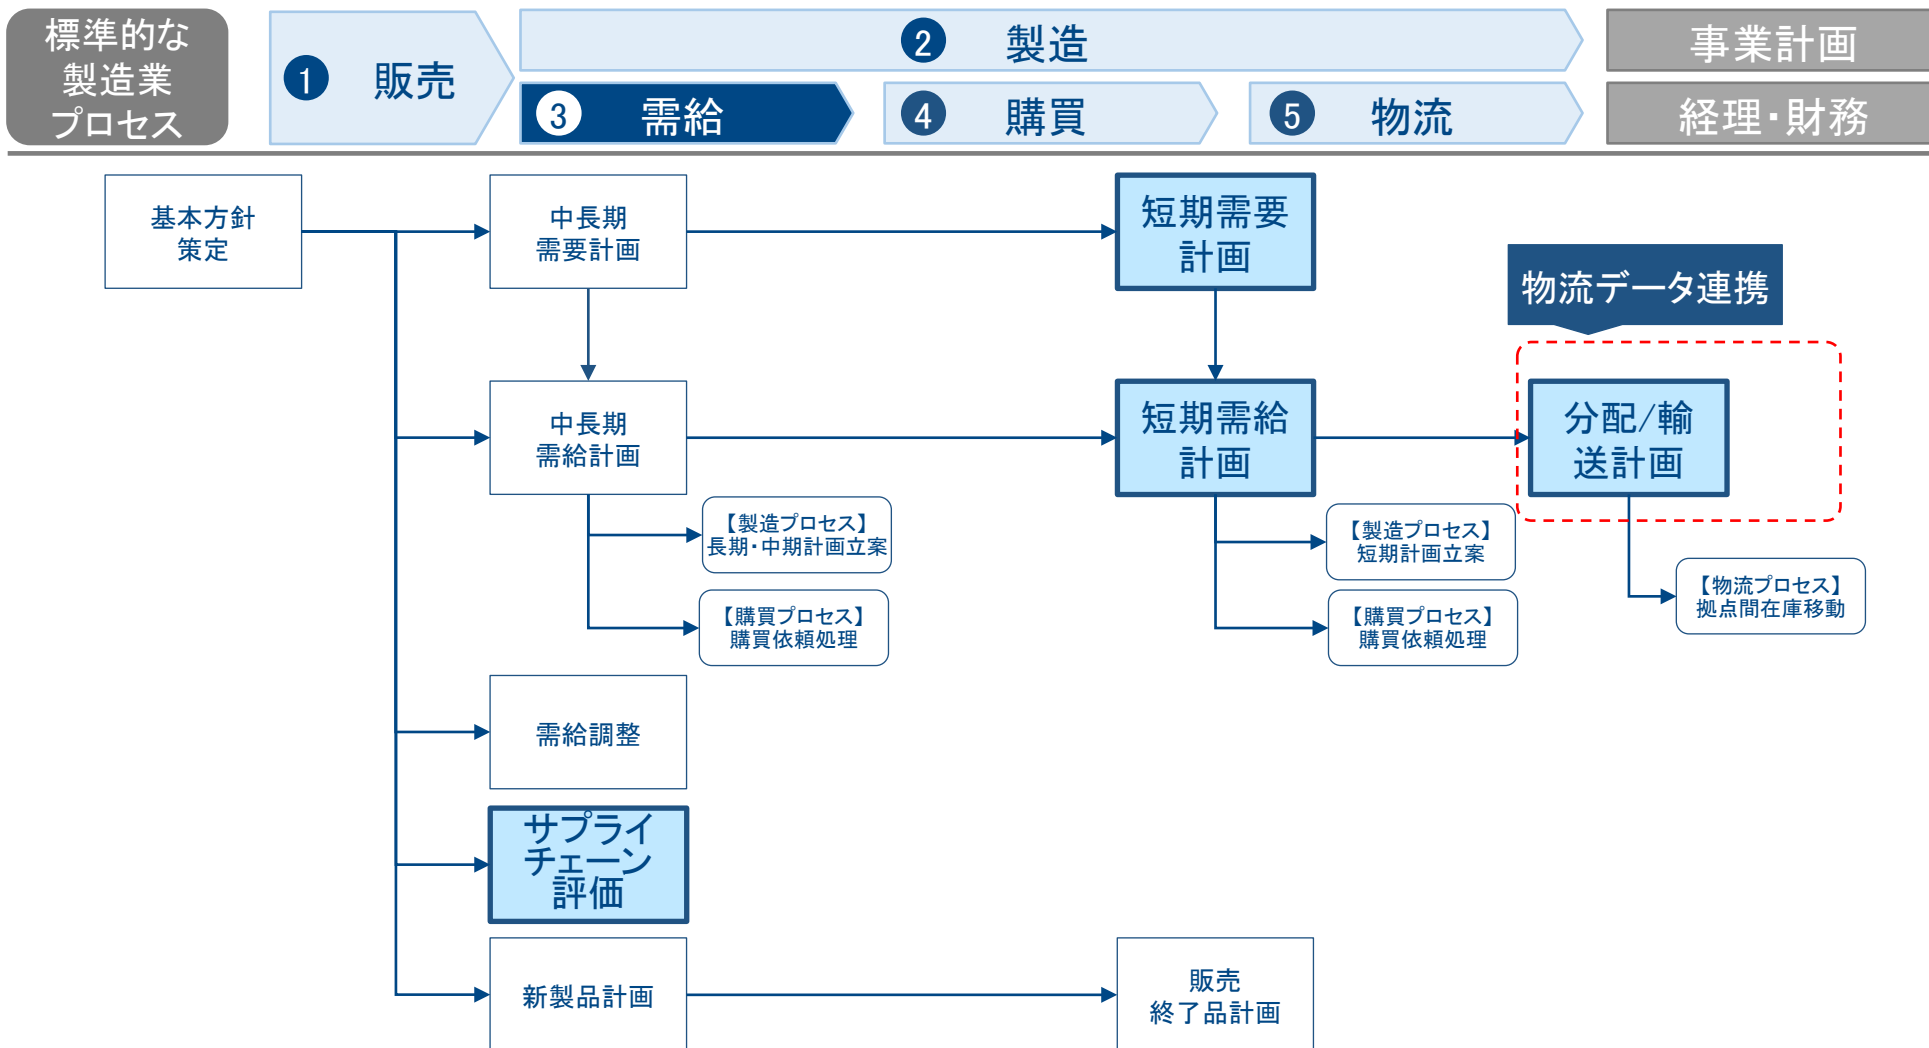 標準的な
製造業
プロセス
1 販売
2 製造
3 需給
4 購買
5 物流
事業計画
経理・財務
基本方針
策定
中長期
需要計画
短期需要
計画
物流データ連携
中長期
需給計画
短期需給
計画
分配/輸
送計画
【製造プロセス】
長期・中期計画立案
【購買プロセス】
購買依頼処理
【製造プロセス】
短期計画立案
【購買プロセス】
購買依頼処理
【物流プロセス】
拠点間在庫移動
需給調整
サプライ
チェーン
評価
新製品計画
販売
終了品計画